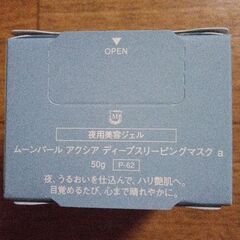 OPEN
夜用美容ジェル
ムーンパール アクシア ディープスリーピングマスク a
50g P-62
夜、うるおいを仕込んで、ハリ艶肌へ。
目覚めるたび、心まで晴れやかに。